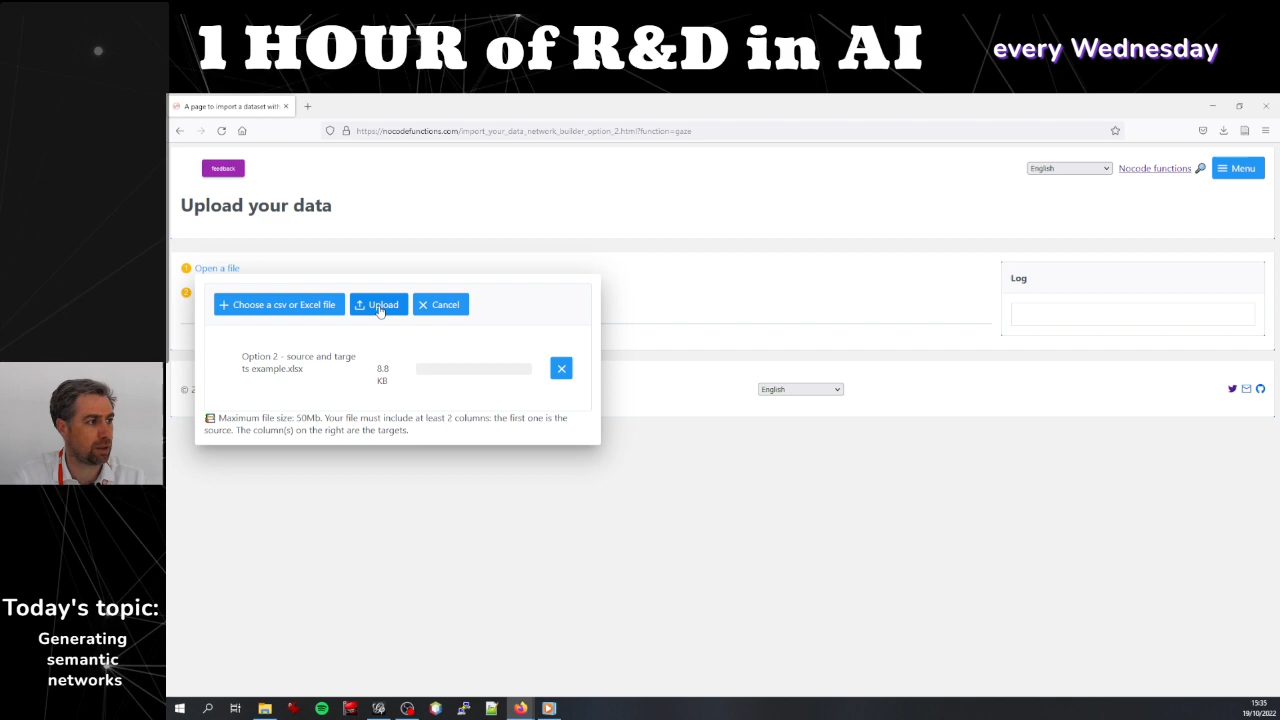 1 HOUR of R&D in AI
every Wednesday
A page to import a dataset with
https://nocodefunctions.com/import_your_data_network_builder_option_2.html?function=gaze
feedback
English
Nocode functions
Menu
Upload your data
1 Open a file
2
Log
Choose a csv or Excel file
Upload
Cancel
Option 2 - source and targe
ts example.xlsx
8.8
KB
Maximum file size: 50Mb. Your file must include at least 2 columns: the first one is the
source. The column(s) on the right are the targets.
© 2
English
Today's topic:
Generating
semantic
networks
15:35
19/10/2022